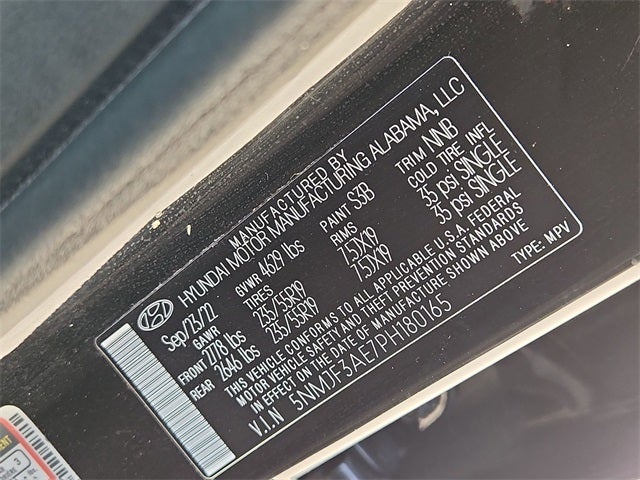 MANUFACTURED BY
HYUNDAI MOTOR MANUFACTURING ALABAMA, LLC
Sep/23/22 GVWR 4619 lbs PAINT S3B TRIM NNB
GAWR TIRES RIMS COLD TIRE INFL
FRONT 2778 lbs 235/55R19 7.5JX19 35 psi SINGLE
REAR 2646 lbs 235/55R19 7.5JX19 35 psi SINGLE
THIS VEHICLE CONFORMS TO ALL APPLICABLE U.S.A. FEDERAL
MOTOR VEHICLE SAFETY AND THEFT PREVENTION STANDARDS
IN EFFECT ON THE DATE OF MANUFACTURE SHOWN ABOVE
V.I.N 5NMJF3AE7PH180165 TYPE: MPV
3